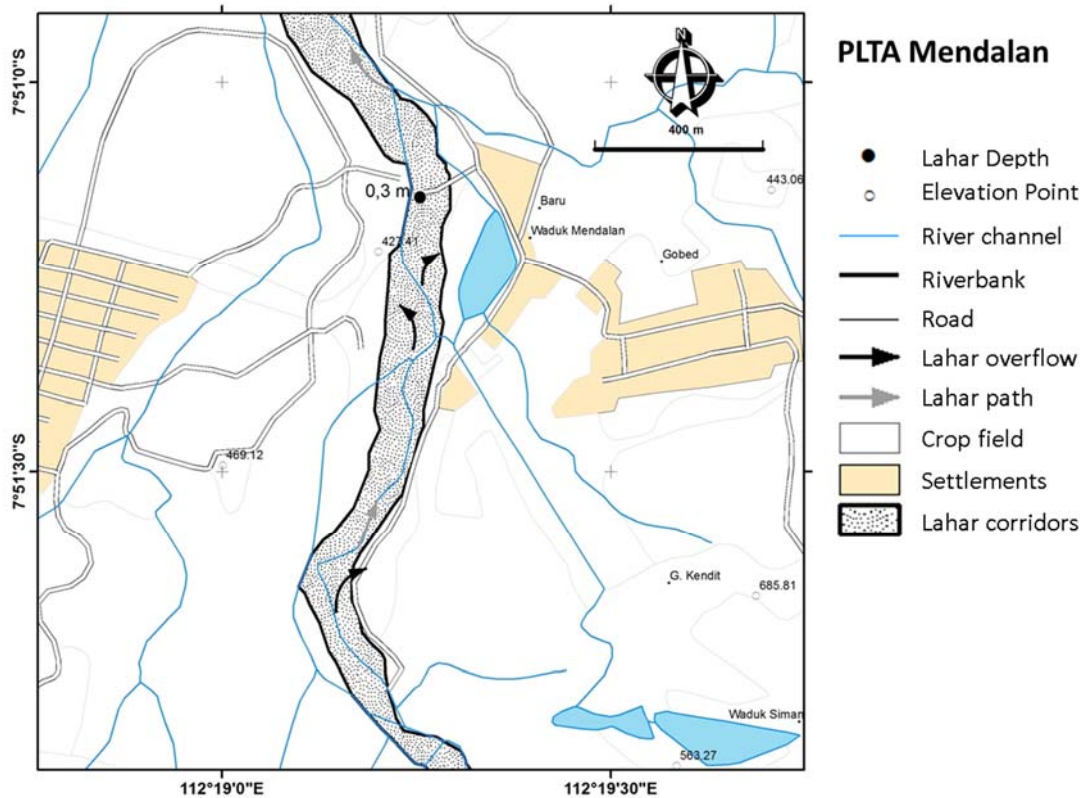 PLTA Mendalan
N
400 m
7°51'0"S
443.06
Lahar Depth
0,3 m
Elevation Point
Baru
Waduk Mendalan
River channel
427.41
Gobed
Riverbank
Road
Lahar overflow
Lahar path
Crop field
469.12
7°51'30"S
Settlements
Lahar corridors
G. Kendit
685.81
Waduk Siman
563.27
112°19'0"E
112°19'30"E